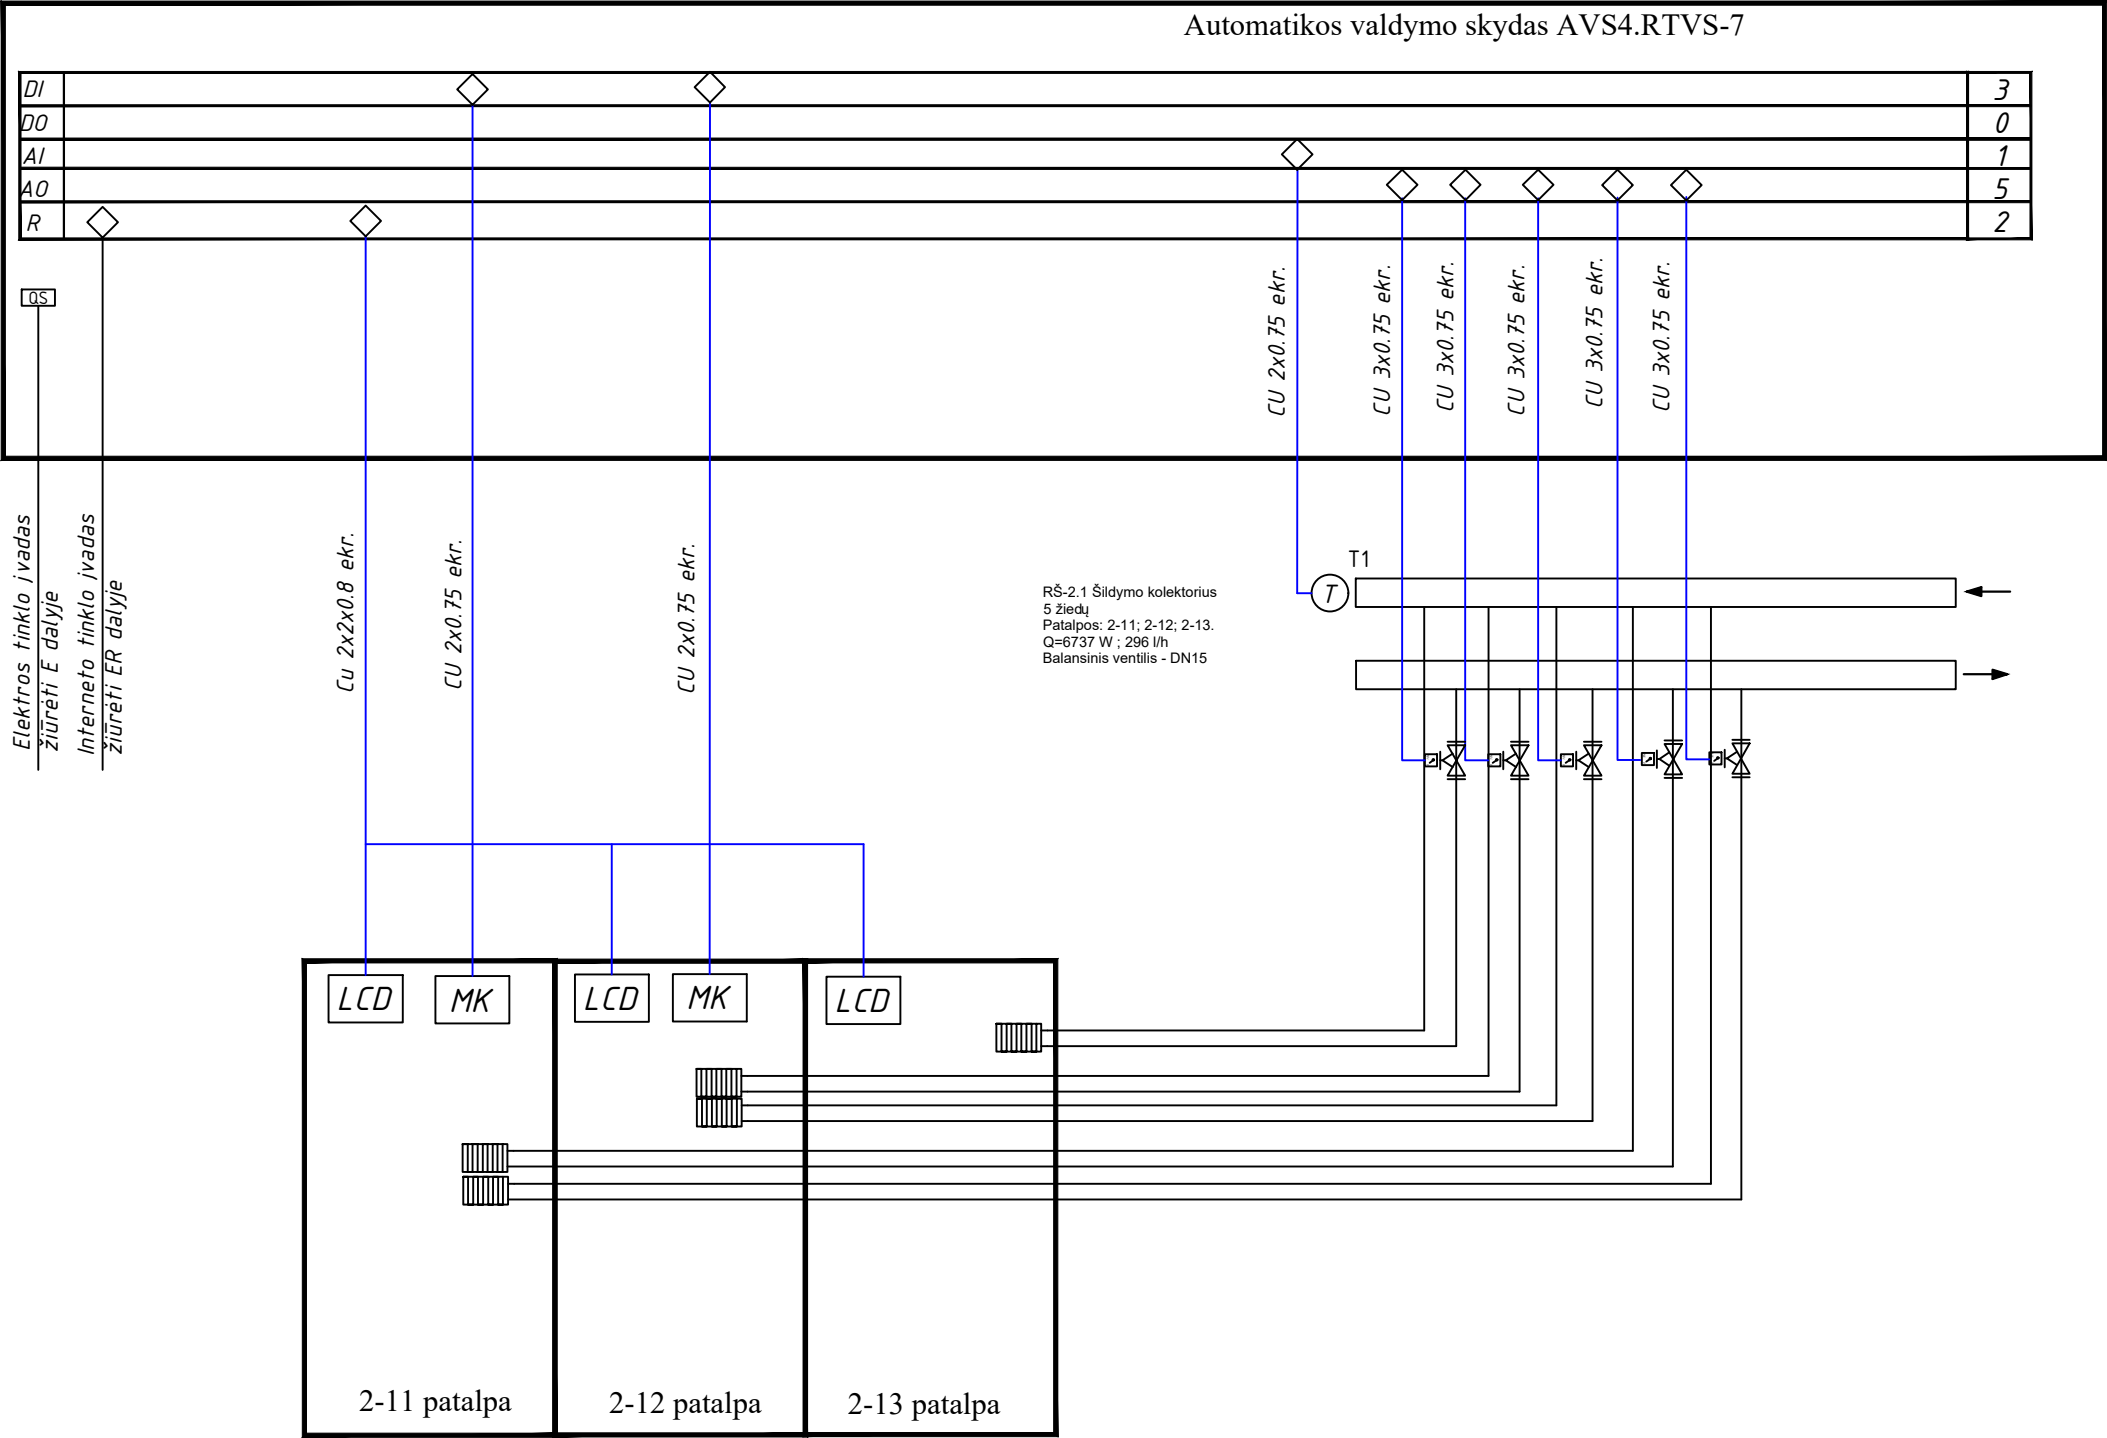 Automatikos valdymo skydas AVS4.RTVS-7
DI
3
DO
0
AI
1
AO
5
R
2
QS
Elektros tinklo įvadas
žiūrėti E dalyje
Interneto tinklo įvadas
žiūrėti ER dalyje
Cu 2x2x0.8 ekr.
CU 2x0.75 ekr.
CU 2x0.75 ekr.
CU 2x0.75 ekr.
CU 3x0.75 ekr.
CU 3x0.75 ekr.
CU 3x0.75 ekr.
CU 3x0.75 ekr.
CU 3x0.75 ekr.
T1
T
RŠ-2.1 Šildymo kolektorius
5 žiedų
Patalpos: 2-11; 2-12; 2-13.
Q=6737 W ; 296 l/h
Balansinis ventilis - DN15
LCD
MK
LCD
MK
LCD
2-11 patalpa
2-12 patalpa
2-13 patalpa